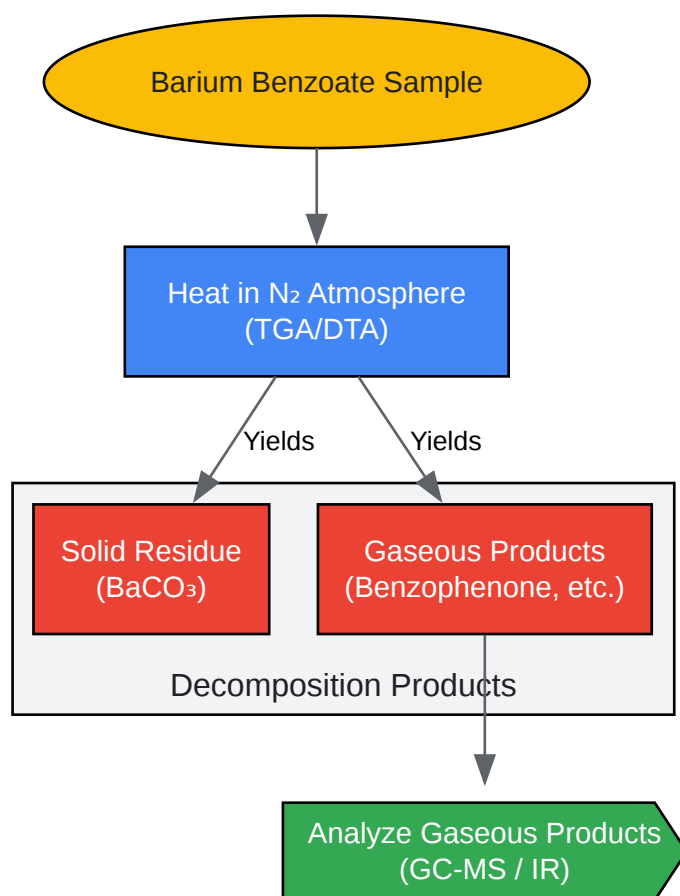 Barium Benzoate Sample
Heat in N₂ Atmosphere
(TGA/DTA)
Yields
Yields
Solid Residue
(BaCO₃)
Gaseous Products
(Benzophenone, etc.)
Decomposition Products
Analyze Gaseous Products
(GC-MS / IR)